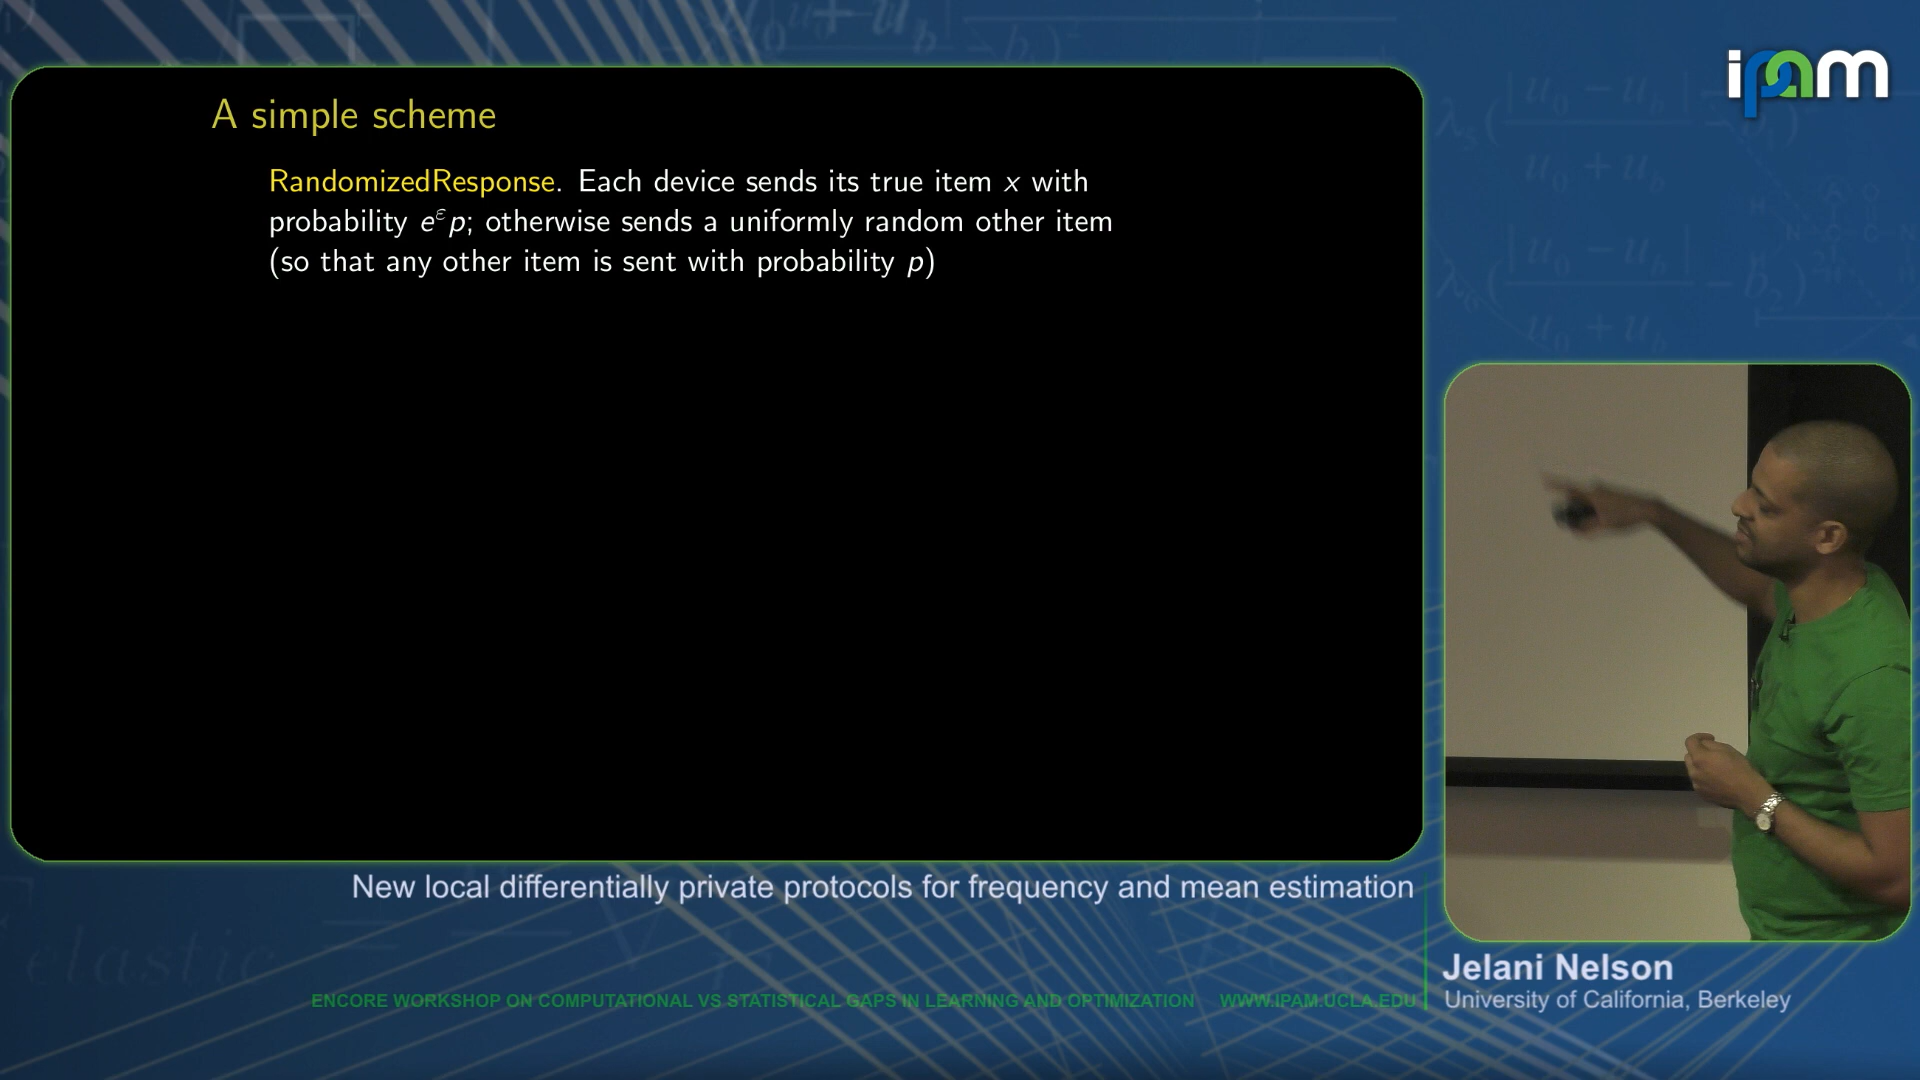 ipam
A simple scheme
RandomizedResponse. Each device sends its true item x with
probability e^ε p; otherwise sends a uniformly random other item
(so that any other item is sent with probability p)
New local differentially private protocols for frequency and mean estimation
Jelani Nelson
University of California, Berkeley
ENCORE WORKSHOP ON COMPUTATIONAL VS STATISTICAL GAPS IN LEARNING AND OPTIMIZATION WWW.IPAM.UCLA.EDU
elastic